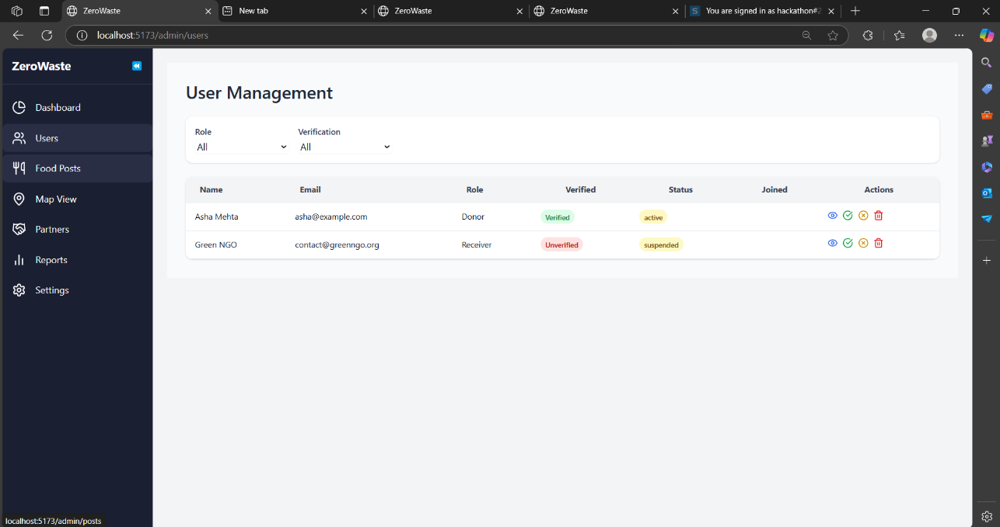 ZeroWaste
New tab
ZeroWaste
ZeroWaste
You are signed in as hackathon#2
localhost:5173/admin/users
ZeroWaste
Dashboard
Users
Food Posts
Map View
Partners
Reports
Settings
User Management
Role Verification
All All
Name Email Role Verified Status Joined Actions
Asha Mehta asha@example.com Donor Verified active
Green NGO contact@greenngo.org Receiver Unverified suspended
localhost:5173/admin/posts